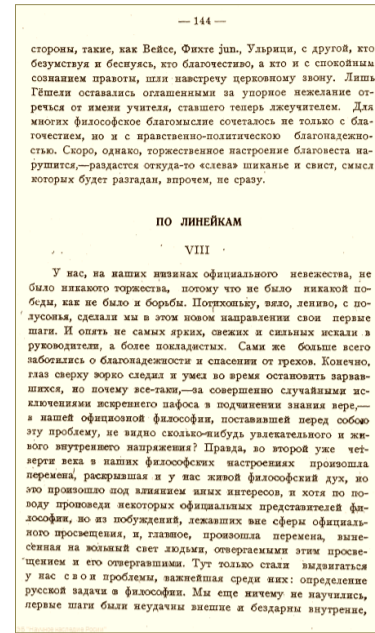 — 144 —
стороны, такие, как Вейсе, Фихте jun., Ульрици, с другой, кто
безумствуя и беснуясь, кто благочестиво, а кто и с спокойным
сознанием правоты, шли навстречу церковному звону. Лишь
Гёшели оставались оглашенными за упорное нежелание от-
речься от имени учителя, ставшего теперь лжеучителем. Для
многих философское благомыслие сочеталось не только с бла-
гочестием, но и с нравственно-политическою благонадежно-
стью. Скоро, однако, торжественное настроение благовеста на-
рушится,—раздастся откуда-то «слева» шиканье и свист, смысл
которых будет разгадан, впрочем, не сразу.
ПО ЛИНЕЙКАМ
VIII
У нас, на наших низинах официального невежества, не
было никакого торжества, потому что не было никакой по-
беды, как не было и борьбы. Потихоньку, вяло, лениво, с по-
лусонья, сделали мы в этом новом направлении свои первые
шаги. И опять не самых ярких, свежих и сильных искали в
руководители, а более покладистых. Сами же больше всего
заботились о благонадежности и спасении от грехов. Конечно,
глаз сверху зорко следил и умел во время остановить зарвав-
шихся, но почему все-таки,—за совершенно случайными ис-
ключениями искреннего пафоса в подчинении знания вере,—
в нашей официозной философии, поставившей перед собою
эту проблему, не видно сколько-нибудь увлекательного и жи-
вого внутреннего напряжения? Правда, во второй уже чет-
верти века в наших философских настроениях произошла
перемена, раскрывшая и у нас живой философский дух, но
это произошло под влиянием иных интересов, и хотя по по-
воду проповеди некоторых официальных представителей фи-
лософии, но из побуждений, лежавших вне сферы официаль-
ного просвещения, и, главное, произошла перемена, выне-
сённая на вольный свет людьми, отвергаемыми этим просве-
щением и его отвергавшими. Тут только стали выдвигаться
у нас свои проблемы, важнейшая среди них: определение
русской задачи в философии. Мы еще ничему не научились,
первые шаги были неудачны внешне и бездарны внутренне,